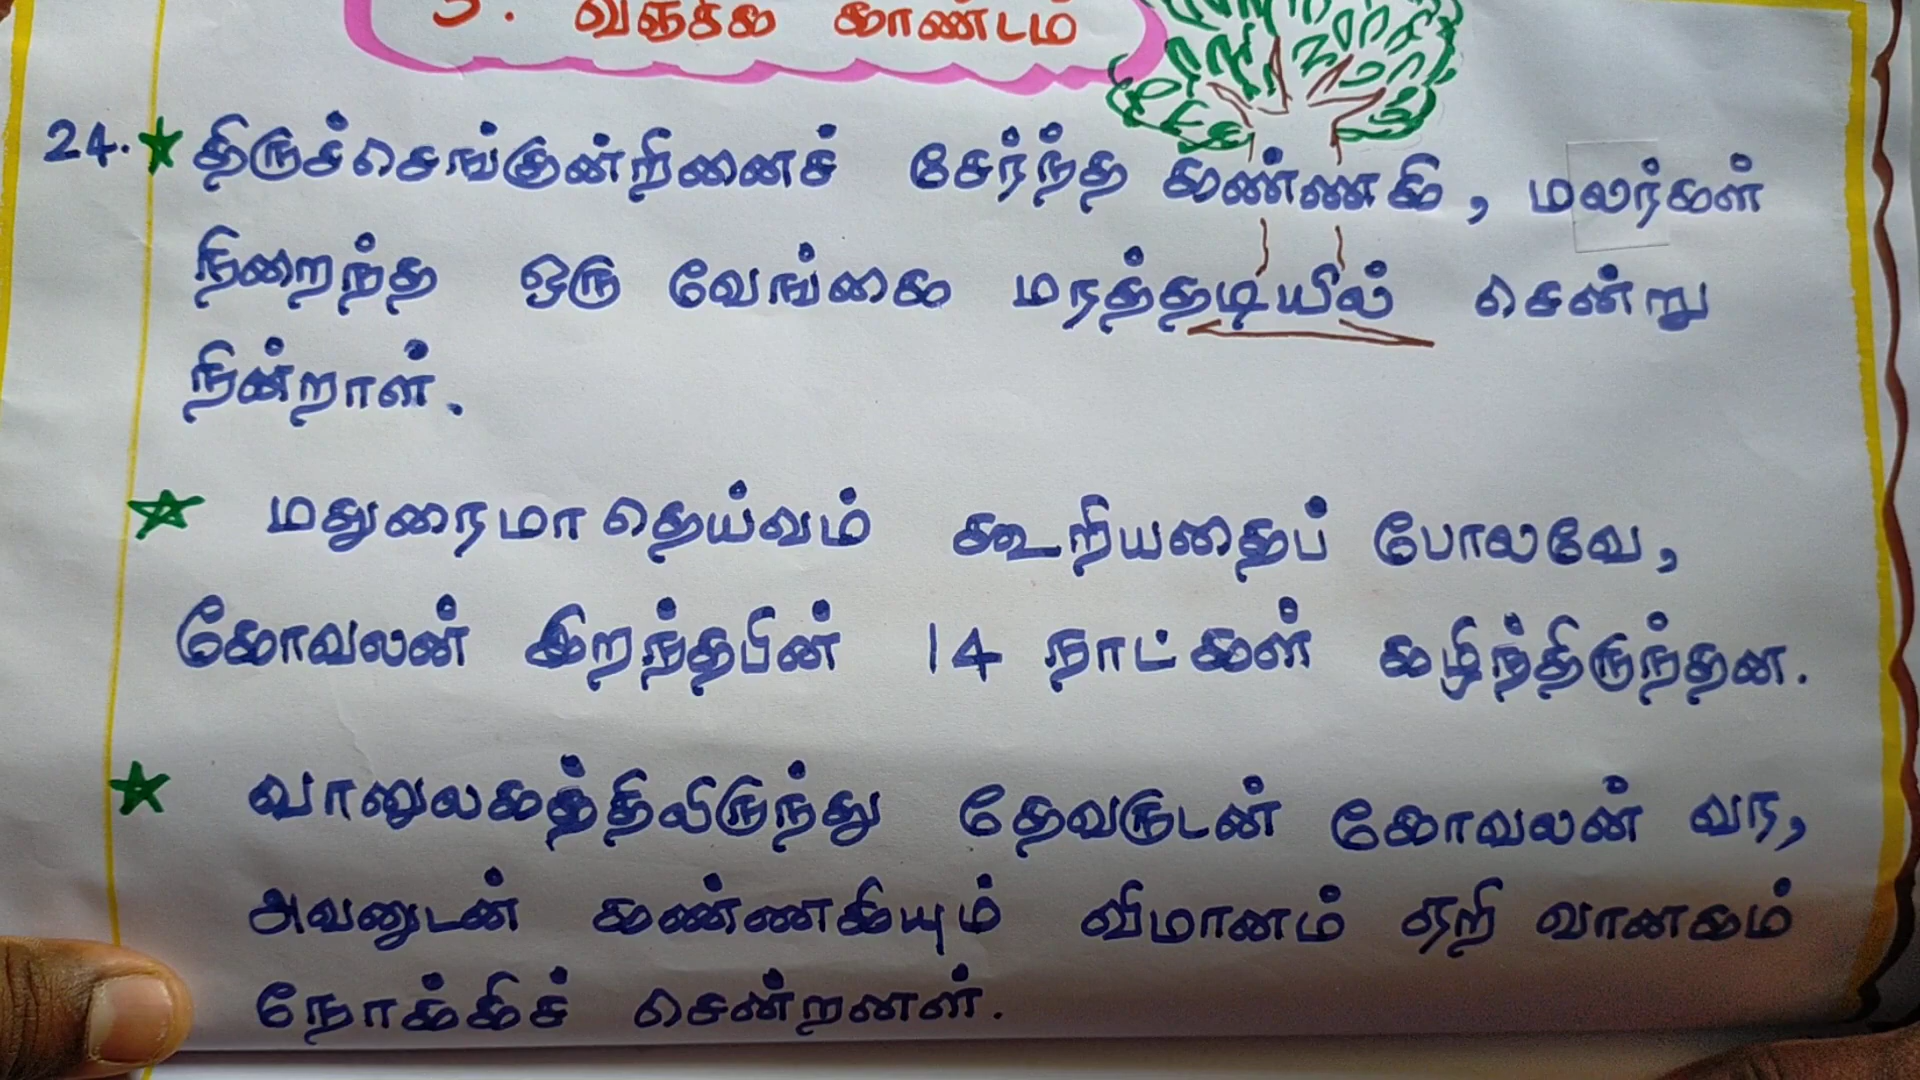 3. வஞ்சிக் காண்டம்
24. திருச்செங்குன்றினைச் சேர்ந்த கண்ணகி, மலர்கள்
நிறைந்த ஒரு வேங்கை மரத்தடியில் சென்று
நின்றாள்.
மதுரைமா தெய்வம் கூறியதைப் போலவே,
கோவலன் இறந்தபின் 14 நாட்கள் கழிந்திருந்தன.
வானுலகத்திலிருந்து தேவருடன் கோவலன் வர,
அவனுடன் கண்ணகியும் விமானம் ஏறி வானகம்
நோக்கிச் சென்றனள்.